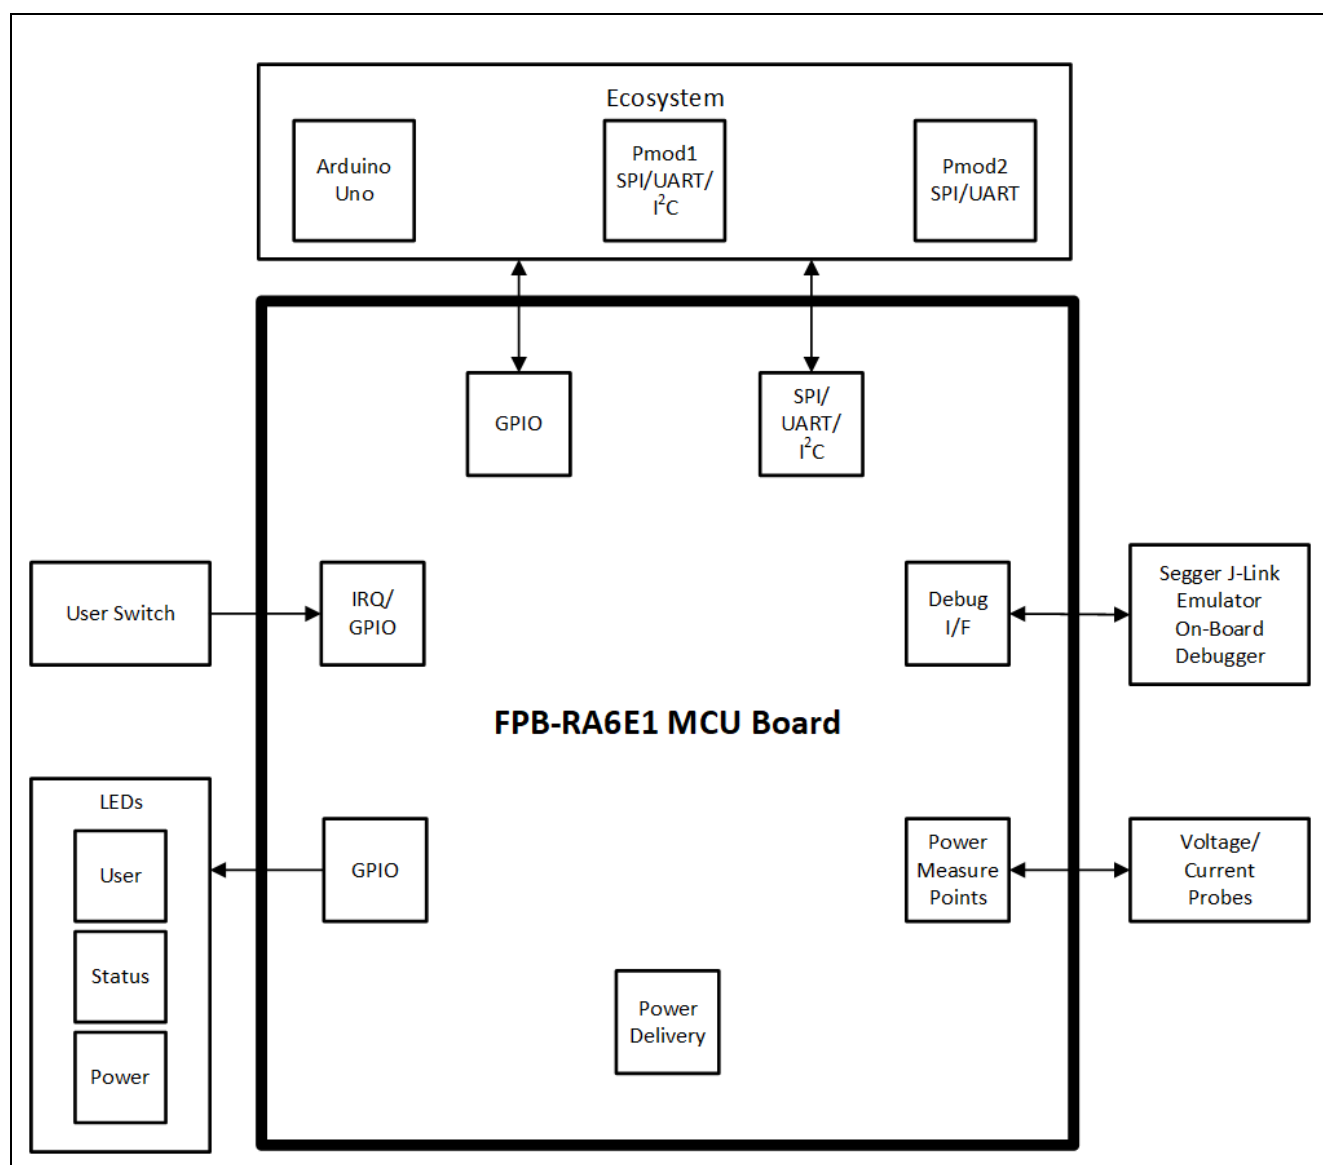 Ecosystem
Arduino
Uno
Pmod1
SPI/UART/
I²C
Pmod2
SPI/UART
GPIO
SPI/
UART/
I²C
User Switch
IRQ/
GPIO
Debug
I/F
Segger J-Link
Emulator
On-Board
Debugger
FPB-RA6E1 MCU Board
LEDs
User
Status
Power
GPIO
Power
Measure
Points
Voltage/
Current
Probes
Power
Delivery